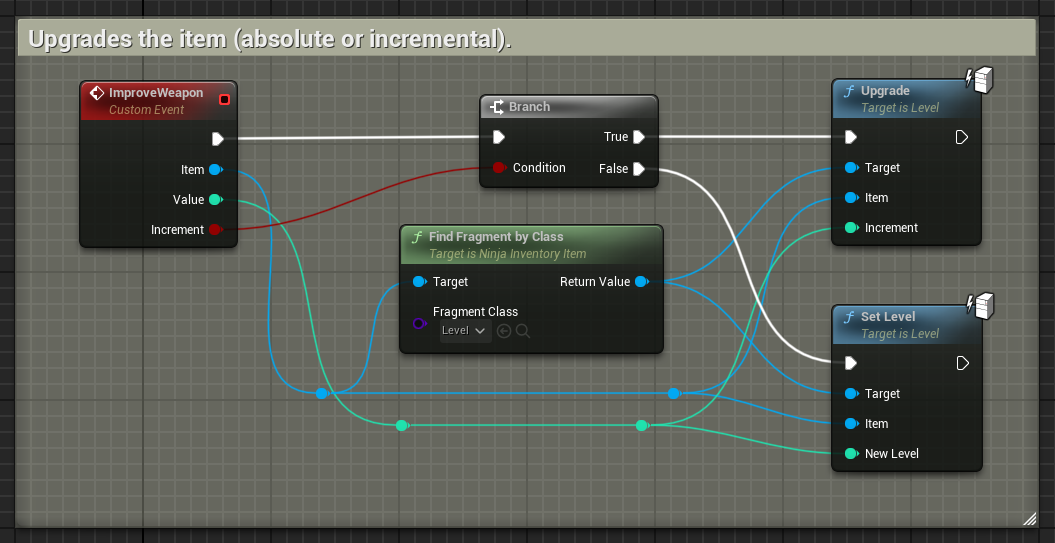 Upgrades the item (absolute or incremental).
ImproveWeapon
Custom Event
Item
Value
Increment
Branch
True
Condition
False
Find Fragment by Class
Target is Ninja Inventory Item
Target
Return Value
Fragment Class
Level
Upgrade
Target is Level
Target
Item
Increment
Set Level
Target is Level
Target
Item
New Level